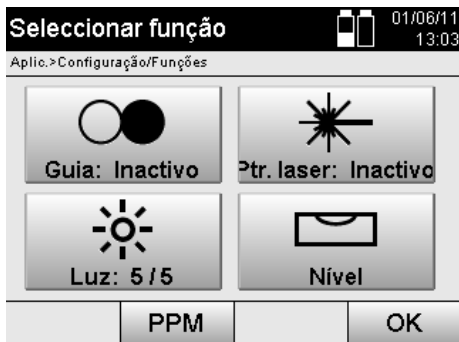 Seleccionar função
01/06/11
13:03
Aplic.>Configuração/Funções
Guia: Inactivo
Ptr. laser: Inactivo
Luz: 5/5
Nível
PPM
OK